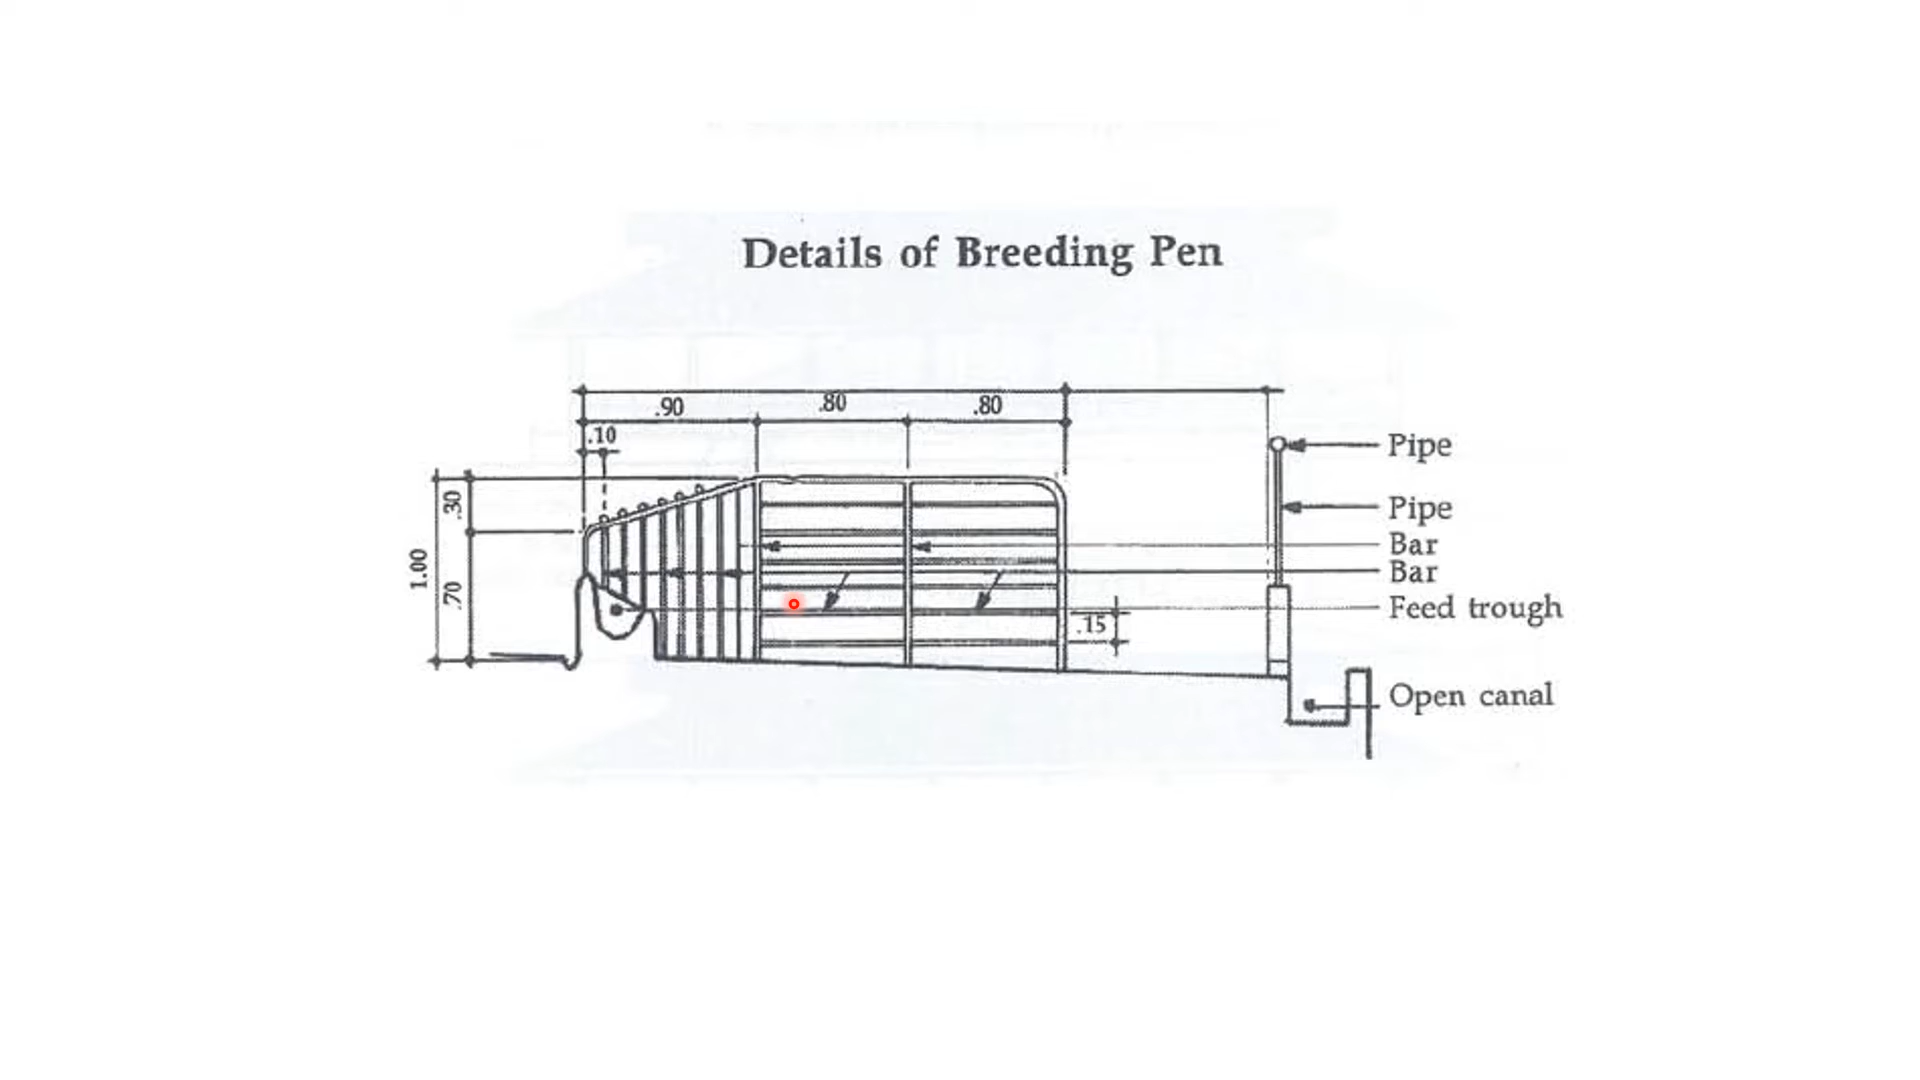 Details of Breeding Pen
.90
.80
.80
.10
.30
1.00
.70
.15
Pipe
Pipe
Bar
Bar
Feed trough
Open canal